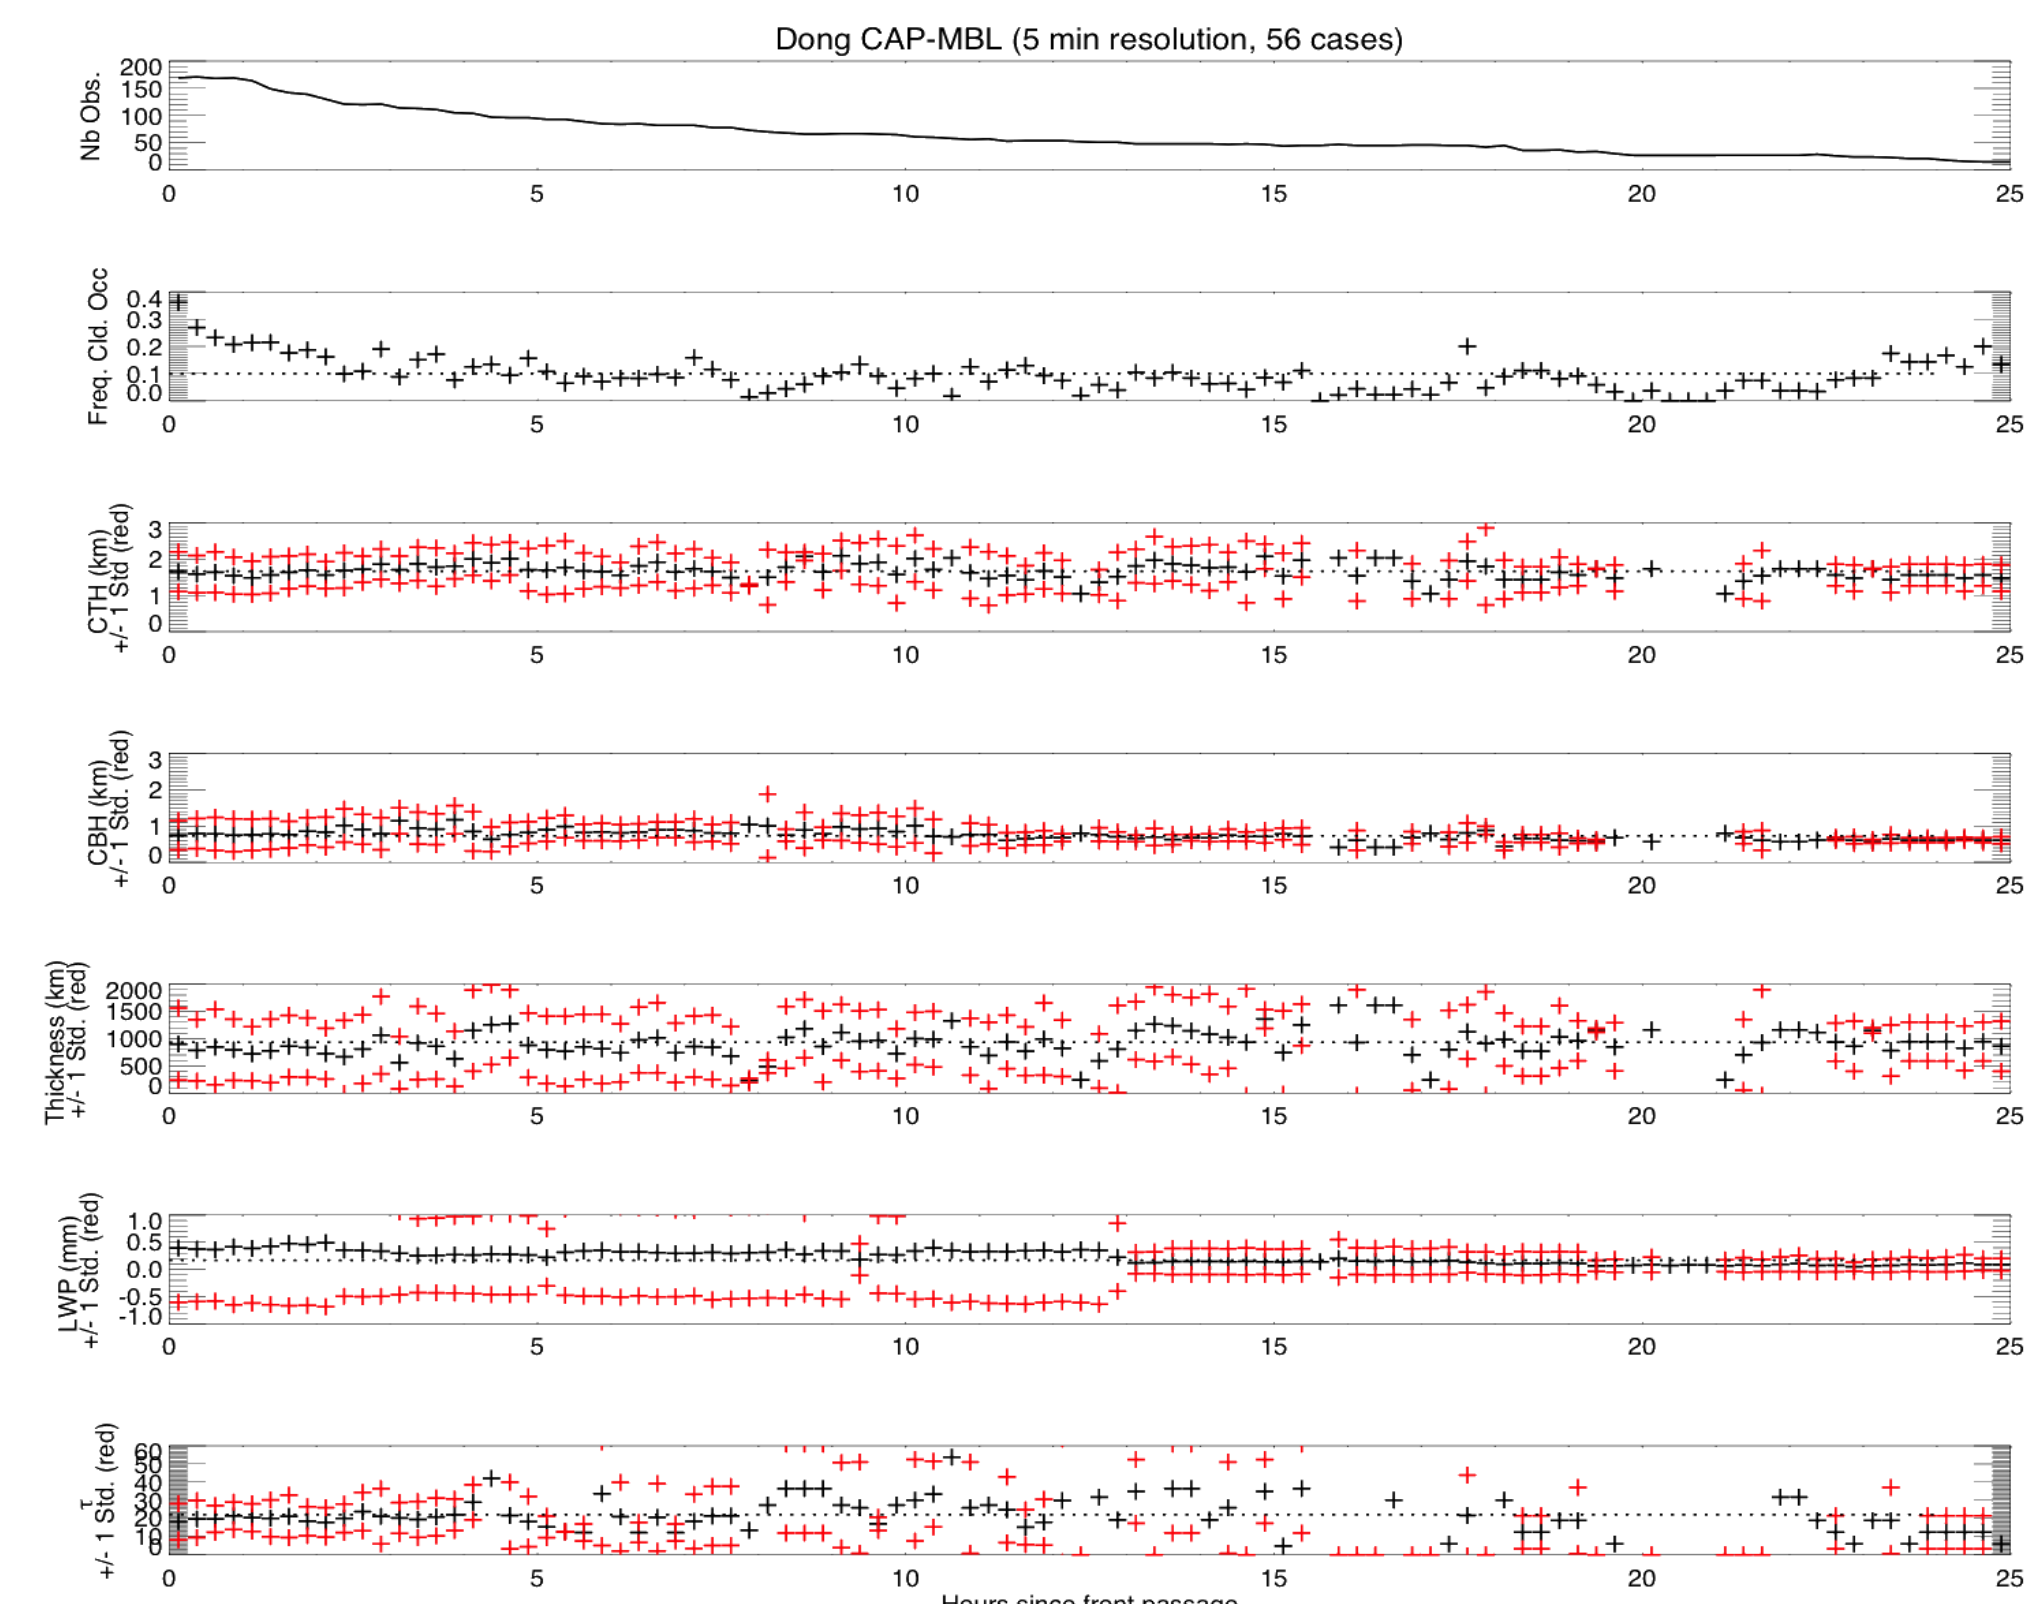 Dong CAP-MBL (5 min resolution, 56 cases)
Nb Obs.
200
150
100
50
0
0 5 10 15 20 25
Freq. Cld. Occ
0.4
0.3
0.2
0.1
0.0
0 5 10 15 20 25
CTH (km)
+/- 1 Std (red)
3
2
1
0
0 5 10 15 20 25
CBH (km)
+/- 1 Std. (red)
3
2
1
0
0 5 10 15 20 25
Thickness (km)
+/- 1 Std. (red)
2000
1500
1000
500
0
0 5 10 15 20 25
LWP (mm)
+/- 1 Std. (red)
1.0
0.5
0.0
-0.5
-1.0
0 5 10 15 20 25
τ
+/- 1 Std. (red)
60
50
40
30
20
10
0
0 5 10 15 20 25
Hours since front passage